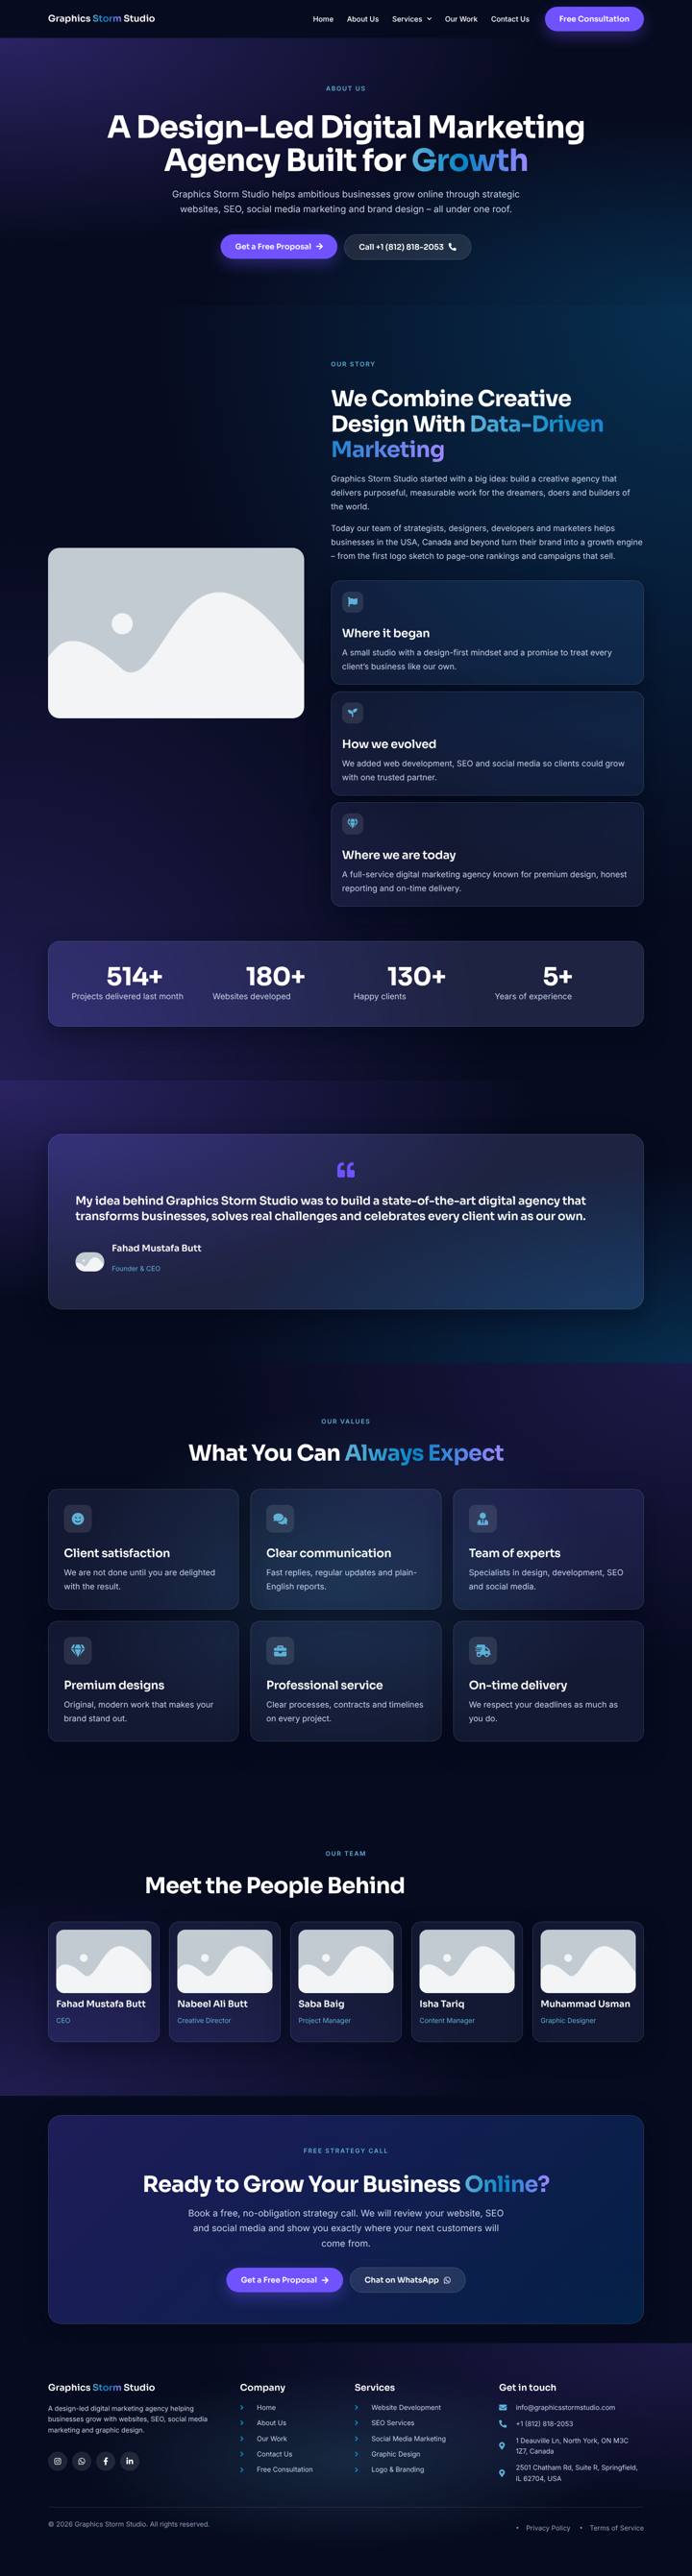 Graphics Storm Studio
Home
About Us
Services
Our Work
Contact Us
Free Consultation
ABOUT US
A Design-Led Digital Marketing
Agency Built for Growth
Graphics Storm Studio helps ambitious businesses grow online through strategic
websites, SEO, social media marketing and brand design – all under one roof.
Get a Free Proposal
Call +1 (812) 818-2053
OUR STORY
We Combine Creative
Design With Data-Driven
Marketing
Graphics Storm Studio started with a big idea: build a creative agency that
delivers purposeful, measurable work for the dreamers, doers and builders of
the world.
Today our team of strategists, designers, developers and marketers helps
businesses in the USA, Canada and beyond turn their brand into a growth engine
– from the first logo sketch to page-one rankings and campaigns that sell.
Where it began
A small studio with a design-first mindset and a promise to treat every
client's business like our own.
How we evolved
We added web development, SEO and social media so clients could grow
with one trusted partner.
Where we are today
A full-service digital marketing agency known for premium design, honest
reporting and on-time delivery.
514+
Projects delivered last month
180+
Websites developed
130+
Happy clients
5+
Years of experience
My idea behind Graphics Storm Studio was to build a state-of-the-art digital agency that
transforms businesses, solves real challenges and celebrates every client win as our own.
Fahad Mustafa Butt
Founder & CEO
OUR VALUES
What You Can Always Expect
Client satisfaction
We are not done until you are delighted
with the result.
Clear communication
Fast replies, regular updates and plain-
English reports.
Team of experts
Specialists in design, development, SEO
and social media.
Premium designs
Original, modern work that makes your
brand stand out.
Professional service
Clear processes, contracts and timelines
on every project.
On-time delivery
We respect your deadlines as much as
you do.
OUR TEAM
Meet the People Behind
Fahad Mustafa Butt
CEO
Nabeel Ali Butt
Creative Director
Saba Baig
Project Manager
Isha Tariq
Content Manager
Muhammad Usman
Graphic Designer
FREE STRATEGY CALL
Ready to Grow Your Business Online?
Book a free, no-obligation strategy call. We will review your website, SEO
and social media and show you exactly where your next customers will
come from.
Get a Free Proposal
Chat on WhatsApp
Graphics Storm Studio
A design-led digital marketing agency helping
businesses grow with websites, SEO, social media
marketing and graphic design.
Company
Home
About Us
Our Work
Contact Us
Free Consultation
Services
Website Development
SEO Services
Social Media Marketing
Graphic Design
Logo & Branding
Get in touch
info@graphicsstormstudio.com
+1 (812) 818-2053
1 Deauville Ln, North York, ON M3C
1Z7, Canada
2501 Chatham Rd, Suite R, Springfield,
IL 62704, USA
© 2026 Graphics Storm Studio. All rights reserved.
• Privacy Policy • Terms of Service